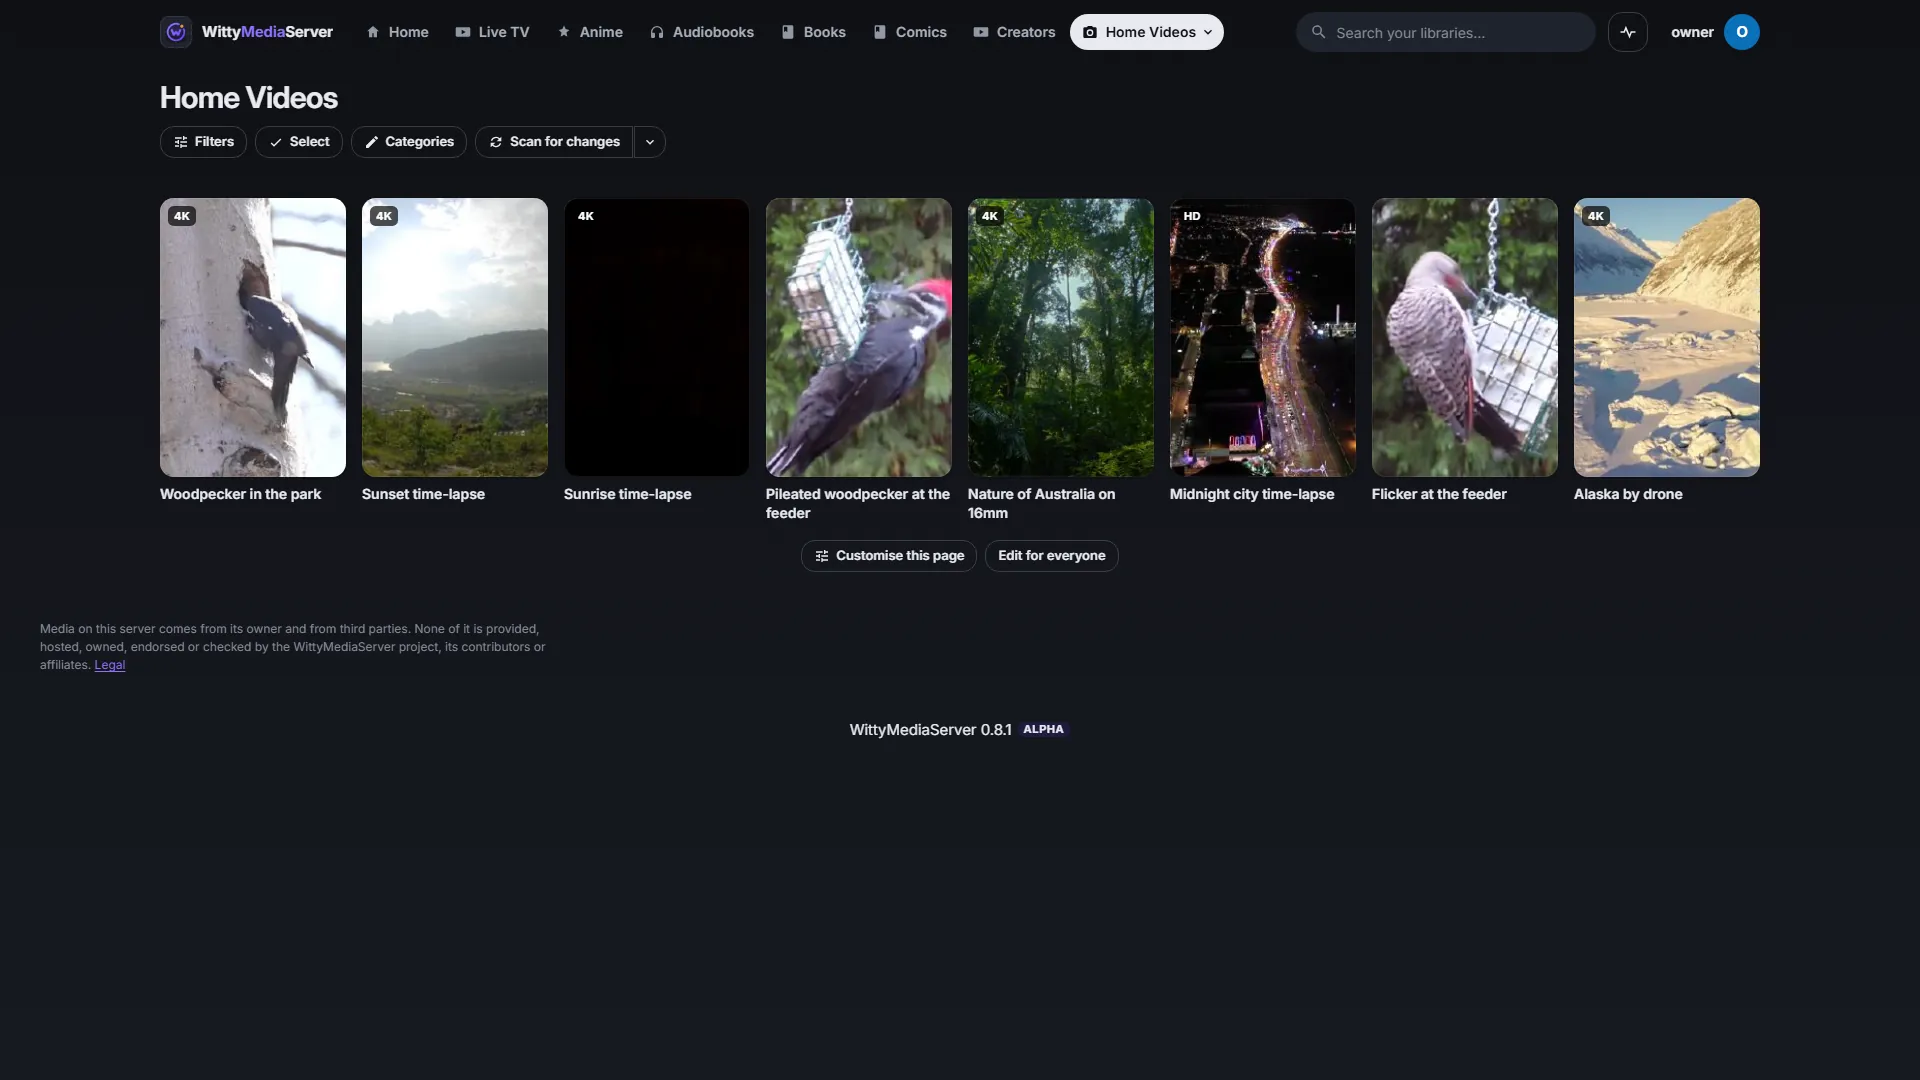 WittyMediaServer
Home
Live TV
Anime
Audiobooks
Books
Comics
Creators
Home Videos
Search your libraries...
owner
O
Home Videos
Filters
Select
Categories
Scan for changes
4K
4K
4K
4K
HD
4K
Woodpecker in the park
Sunset time-lapse
Sunrise time-lapse
Pileated woodpecker at the
feeder
Nature of Australia on
16mm
Midnight city time-lapse
Flicker at the feeder
Alaska by drone
Customise this page
Edit for everyone
Media on this server comes from its owner and from third parties. None of it is provided,
hosted, owned, endorsed or checked by the WittyMediaServer project, its contributors or
affiliates. Legal
WittyMediaServer 0.8.1 ALPHA